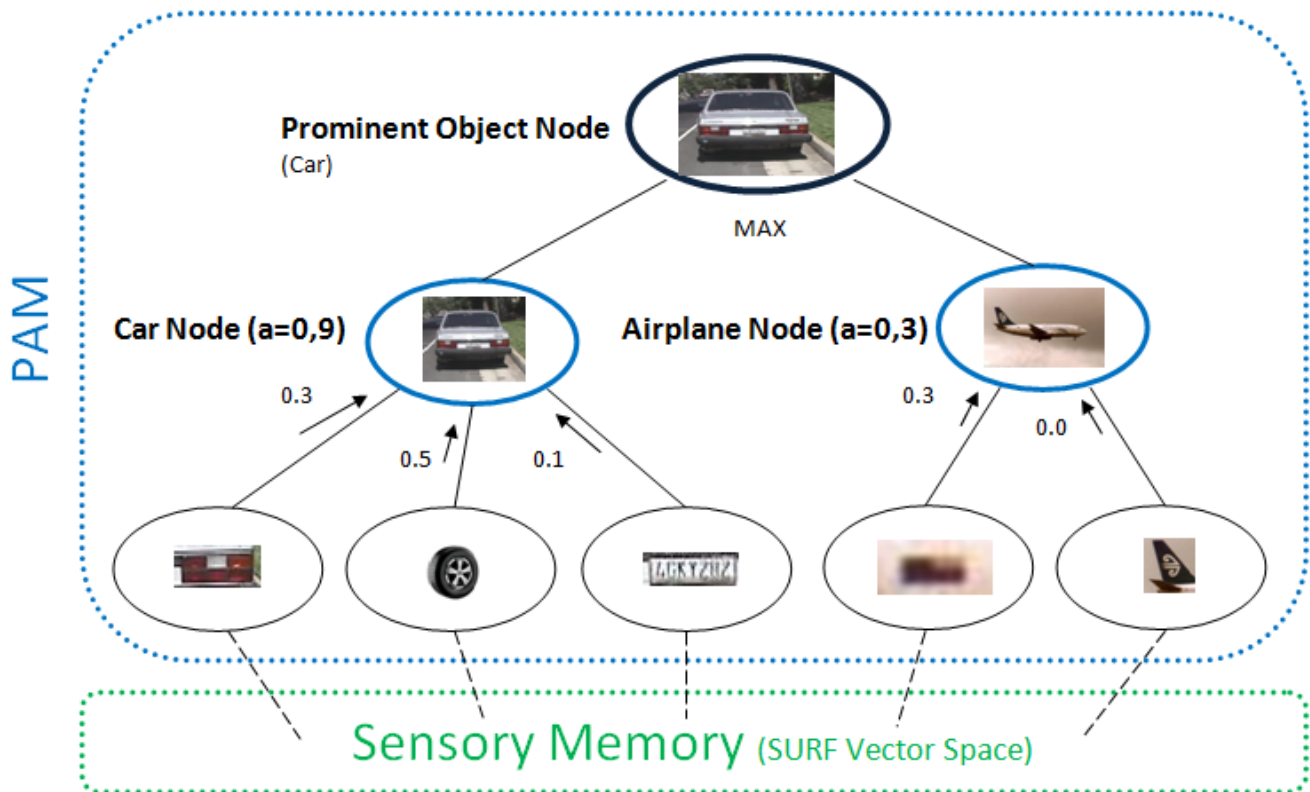 Prominent Object Node
(Car)
MAX
PAM
Car Node (a=0,9)
Airplane Node (a=0,3)
0.3
0.5
0.1
0.3
0.0
Sensory Memory (SURF Vector Space)